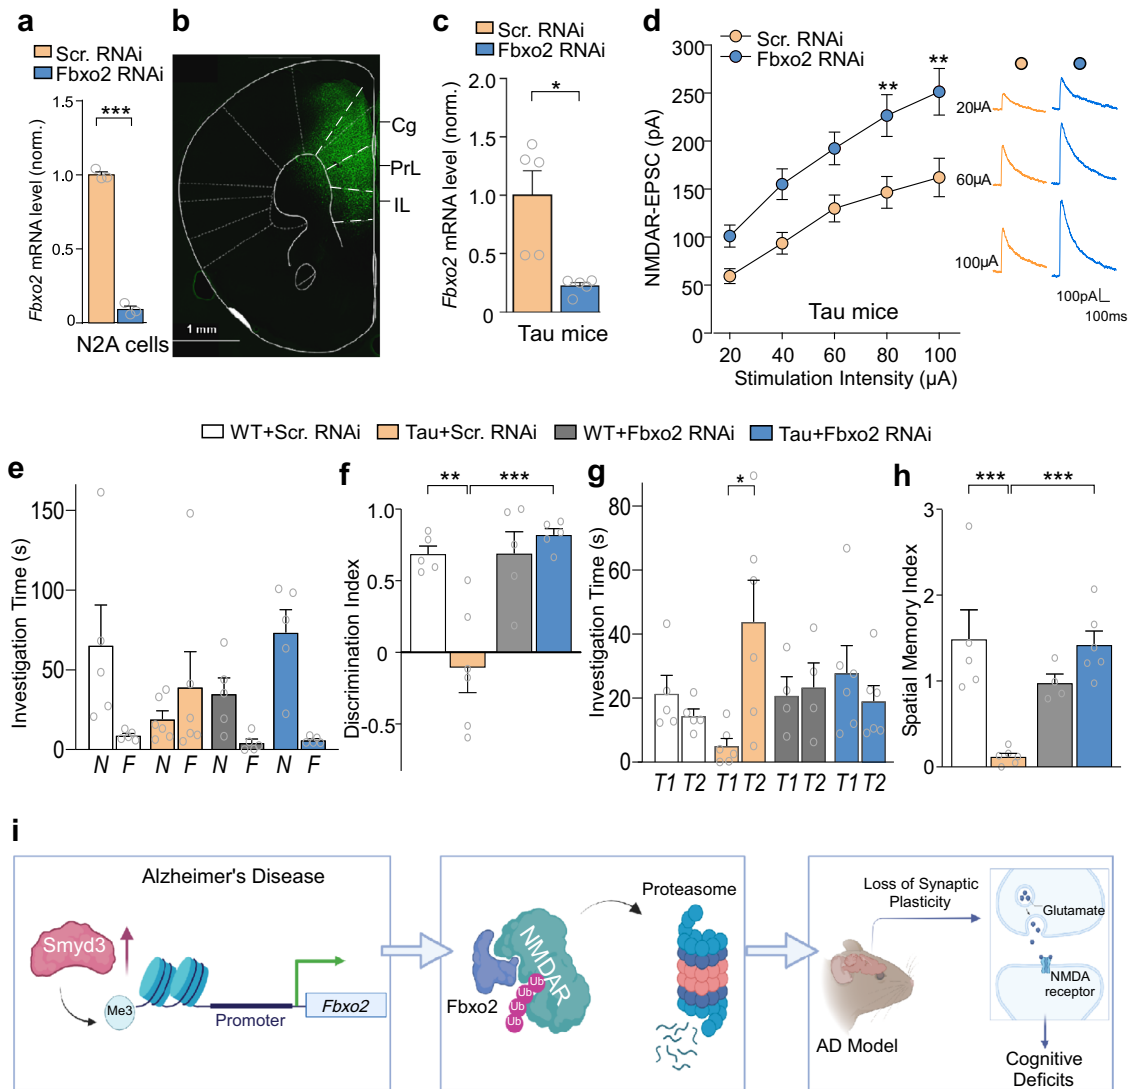 a
Scr. RNAi
Fbxo2 RNAi
Fbxo2 mRNA level (norm.)
1.5
1.0
0.5
0
***
N2A cells
b
Cg
PrL
IL
1 mm
c
Scr. RNAi
Fbxo2 RNAi
Fbxo2 mRNA level (norm.)
2.0
1.5
1.0
0.5
0
*
Tau mice
d
Scr. RNAi
Fbxo2 RNAi
NMDAR-EPSC (pA)
300
250
200
150
100
50
0
**
**
Tau mice
20 40 60 80 100
Stimulation Intensity (µA)
20µA
60µA
100µA
100pA
100ms
WT+Scr. RNAi Tau+Scr. RNAi WT+Fbxo2 RNAi Tau+Fbxo2 RNAi
e
Investigation Time (s)
150
100
50
0
N F N F N F N F
f
Discrimination Index
1.0
0.5
0
-0.5
** ***
g
Investigation Time (s)
80
60
40
20
0
*
T1 T2 T1 T2 T1 T2 T1 T2
h
Spatial Memory Index
3
2
1
0
*** ***
i
Alzheimer's Disease
Smyd3
Me3
Promoter
Fbxo2
Fbxo2
NMDAR
Ub
Ub
Ub
Ub
Proteasome
Loss of Synaptic
Plasticity
AD Model
Glutamate
NMDA
receptor
Cognitive
Deficits